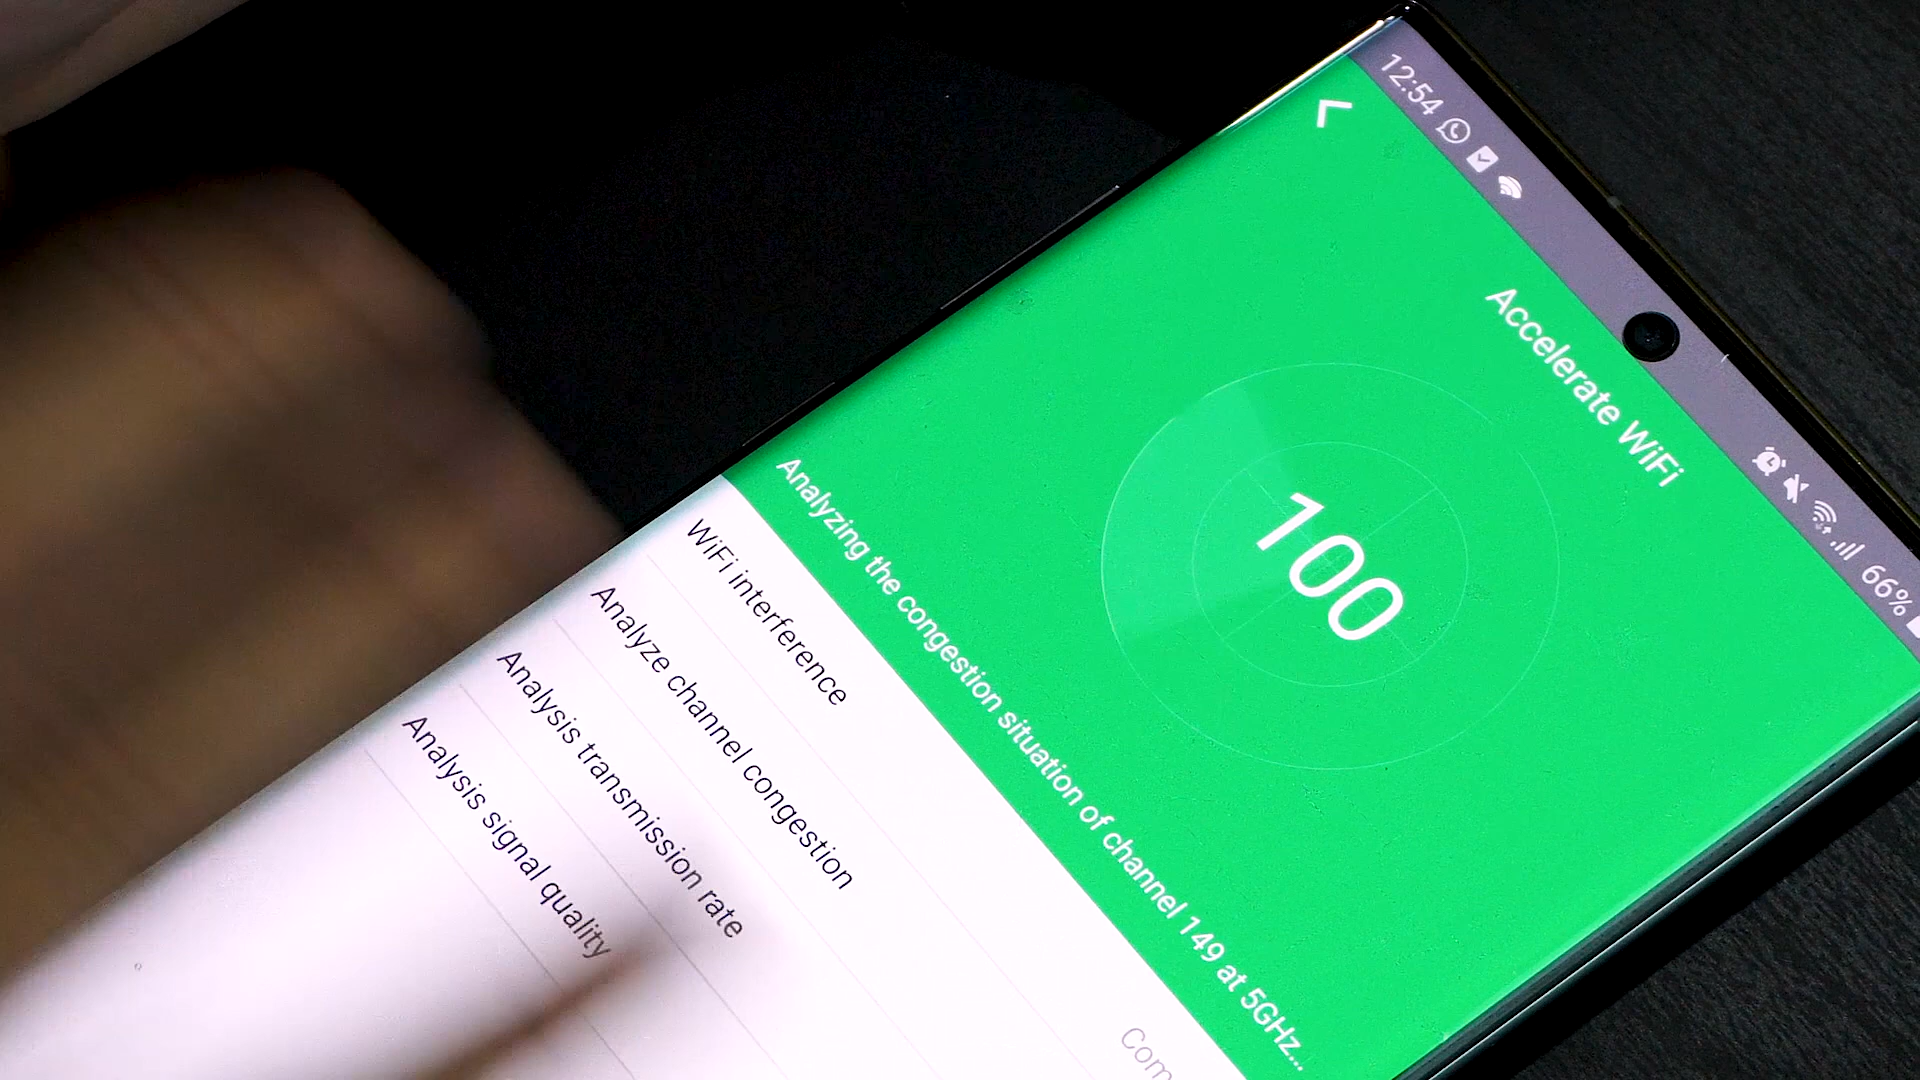 12:54
66%
Accelerate WiFi
100
Analyzing the congestion situation of channel 149 at 5GHz...
WiFi interference
Analyze channel congestion
Analysis transmission rate
Analysis signal quality